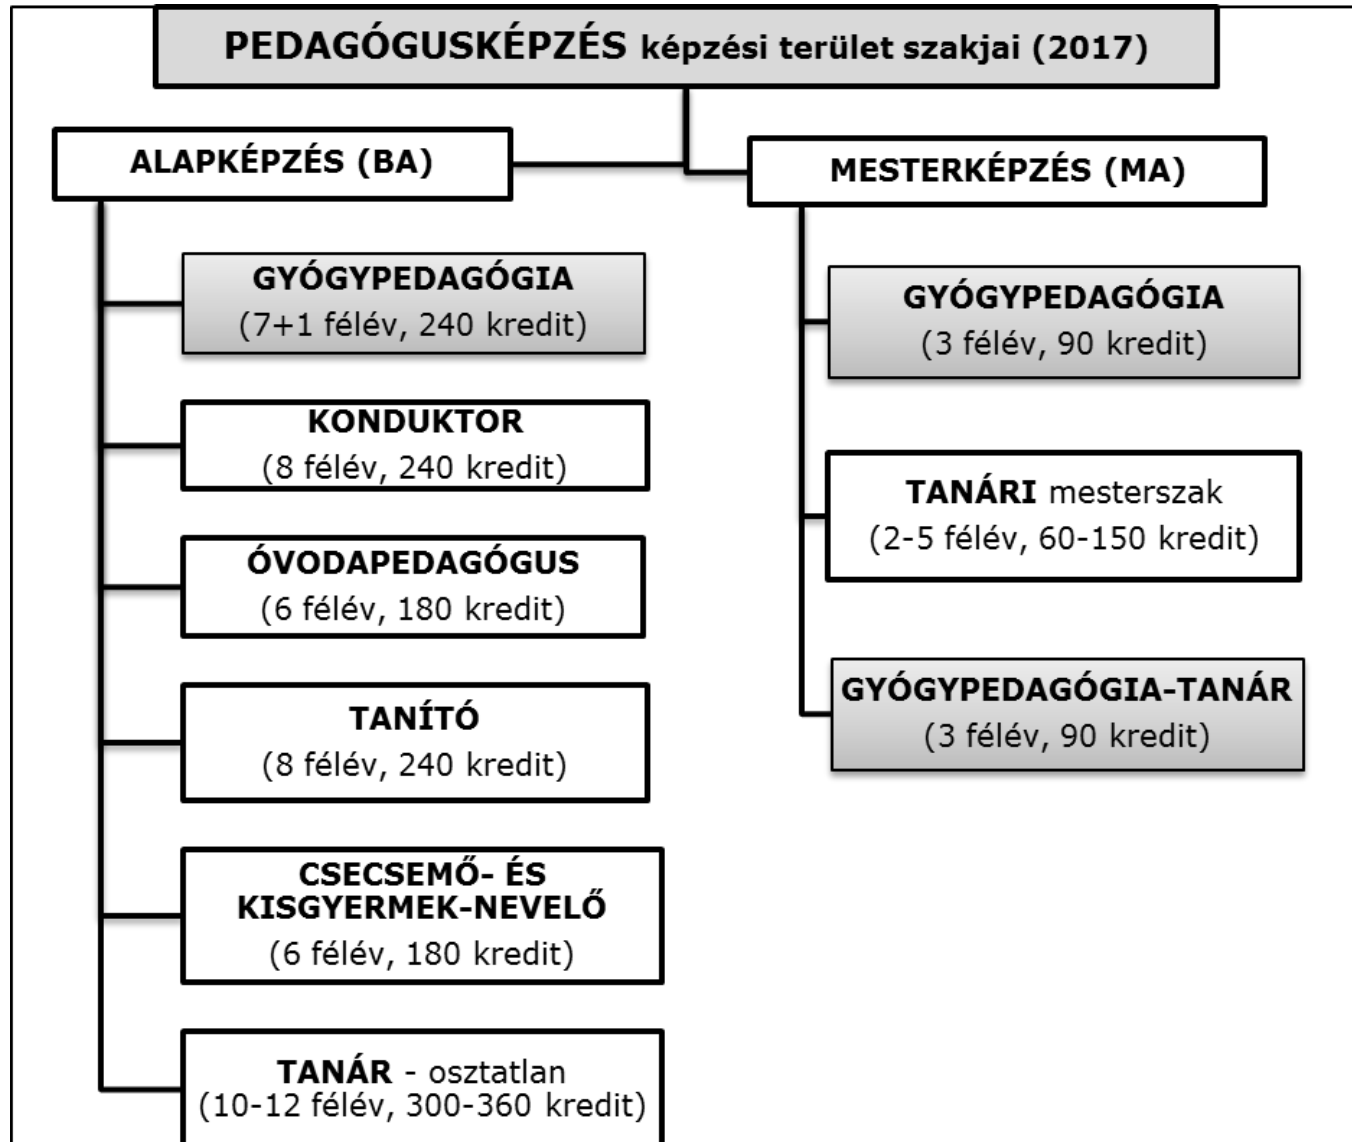 PEDAGÓGUSKÉPZÉS képzési terület szakjai (2017)
ALAPKÉPZÉS (BA)
GYÓGYPEDAGÓGIA
(7+1 félév, 240 kredit)
KONDUKTOR
(8 félév, 240 kredit)
ÓVODAPEDAGÓGUS
(6 félév, 180 kredit)
TANÍTÓ
(8 félév, 240 kredit)
CSECSEMŐ- ÉS
KISGYERMEK-NEVELŐ
(6 félév, 180 kredit)
TANÁR - osztatlan
(10-12 félév, 300-360 kredit)
MESTERKÉPZÉS (MA)
GYÓGYPEDAGÓGIA
(3 félév, 90 kredit)
TANÁRI mesterszak
(2-5 félév, 60-150 kredit)
GYÓGYPEDAGÓGIA-TANÁR
(3 félév, 90 kredit)